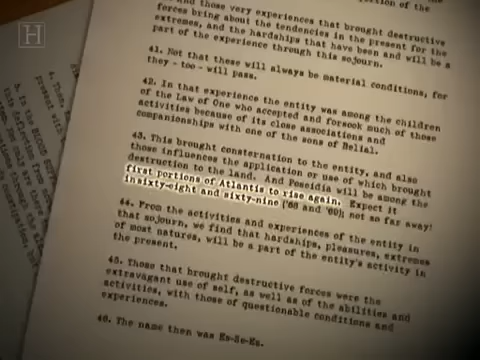 H
and those very experiences that brought destructive
forces bring about the tendencies in the present for the
extremes, and the hardships that have been and will be a
part of the experience through this sojourn.
41. Not that these will always be material conditions, for
they - too - will pass.
42. In that experience the entity was among the children
of the Law of One who accepted and forsook much of those
activities because of its close associations and
companionships with one of the sons of Belial.
43. This brought consternation to the entity, and also
those influences the application or use of which brought
destruction to the land. And Poseidia will be among the
first portions of Atlantis to rise again. Expect it
in sixty-eight and sixty-nine ('68 and '69); not so far away!
44. From the activities and experiences of the entity in
that sojourn, we find that hardships, pleasures, extremes
of most natures, will be a part of the entity's activity in
the present.
45. Those that brought destructive forces were the
extravagant use of self, as well as of the abilities and
activities, with those of questionable conditions and
experiences.
46. The name then was Es-So-Es.